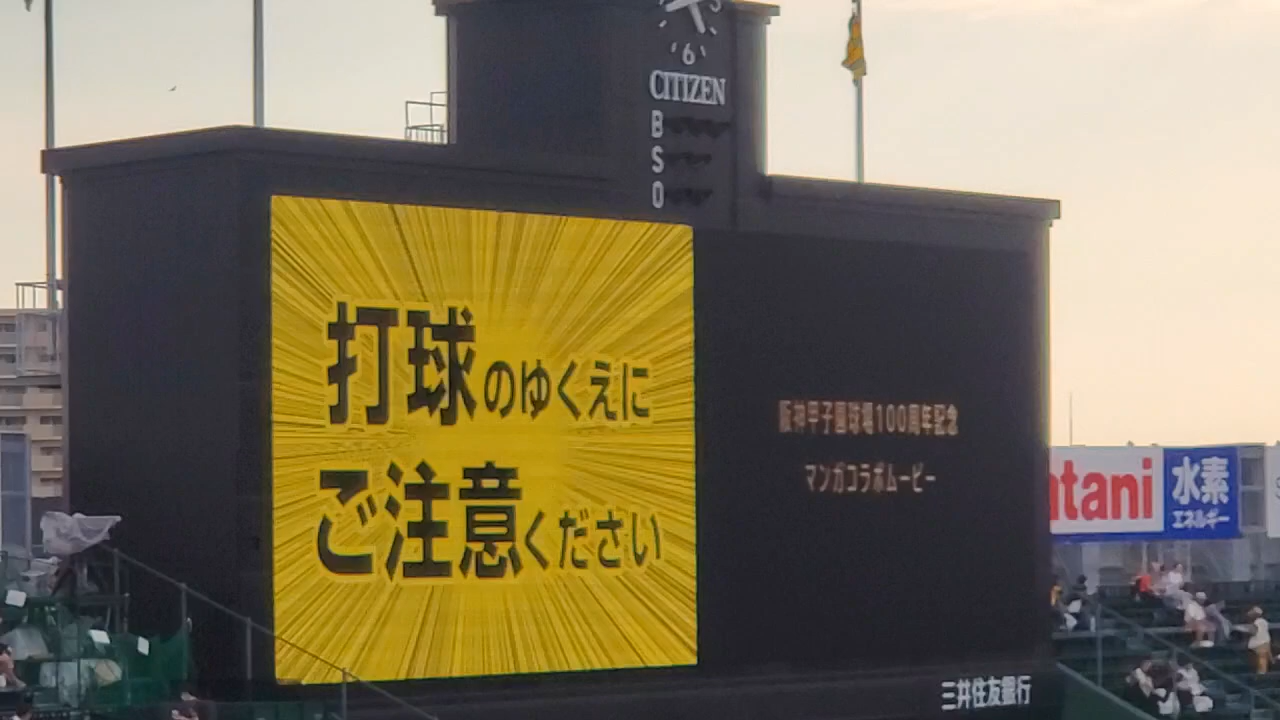 6
CITIZEN
B
S
O
打球のゆくえに
ご注意ください
阪神甲子園球場100周年記念
マンガコラボムービー
tani
水素
エネルギー
三井住友銀行